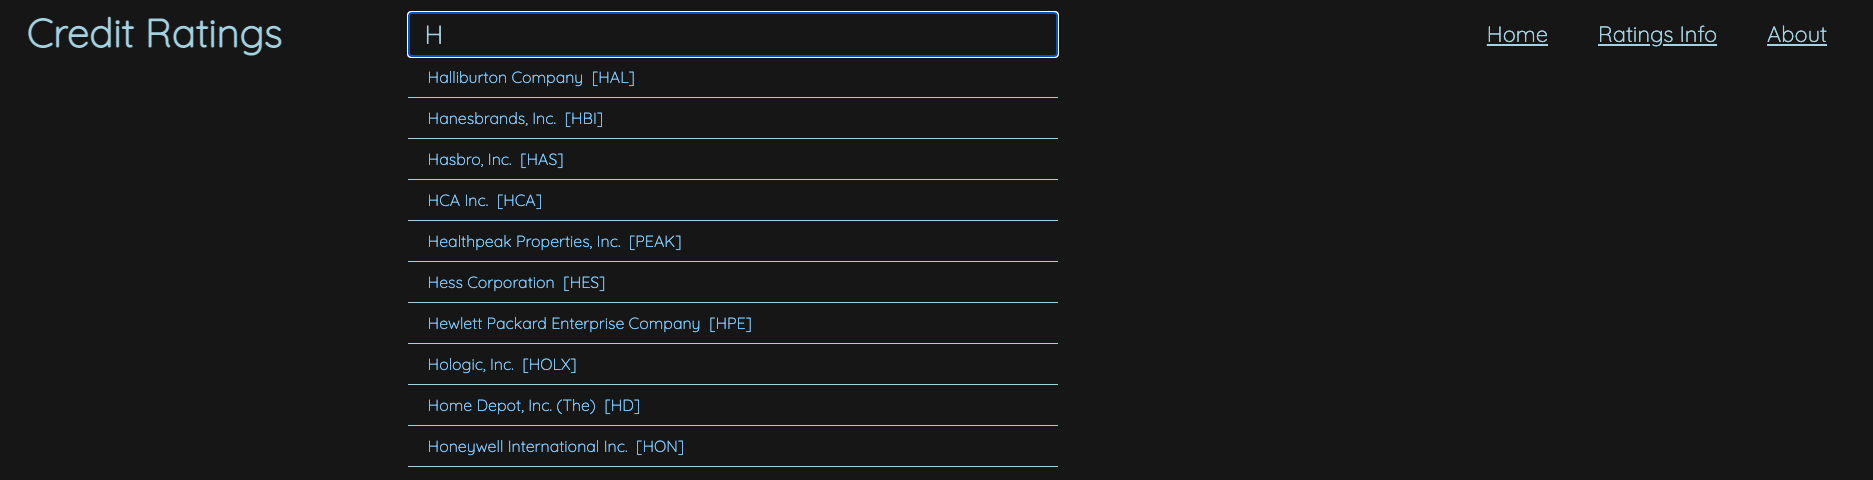 Credit Ratings
H
Home Ratings Info About
Halliburton Company [HAL]
Hanesbrands, Inc. [HBI]
Hasbro, Inc. [HAS]
HCA Inc. [HCA]
Healthpeak Properties, Inc. [PEAK]
Hess Corporation [HES]
Hewlett Packard Enterprise Company [HPE]
Hologic, Inc. [HOLX]
Home Depot, Inc. (The) [HD]
Honeywell International Inc. [HON]